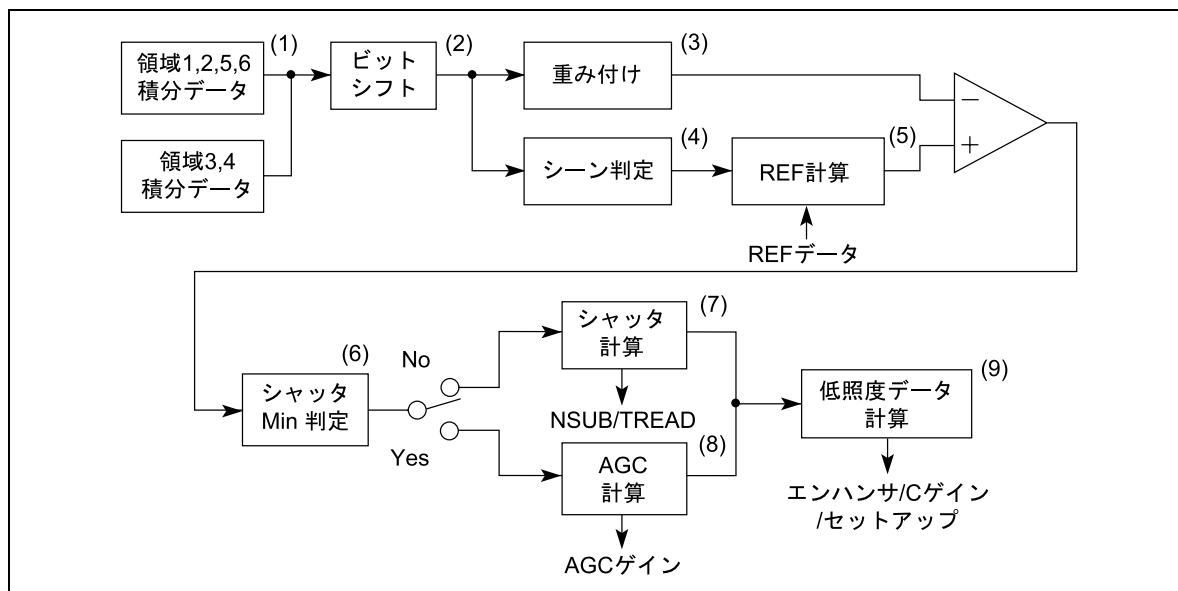 領域1,2,5,6
積分データ
(1)
ビット
シフト
(2)
重み付け
(3)
領域3,4
積分データ
シーン判定
(4)
REF計算
(5)
REFデータ
−
+
シャッタ
Min 判定
(6)
No
Yes
シャッタ
計算
(7)
NSUB/TREAD
AGC
計算
(8)
AGCゲイン
低照度データ
計算
(9)
エンハンサ/Cゲイン
/セットアップ